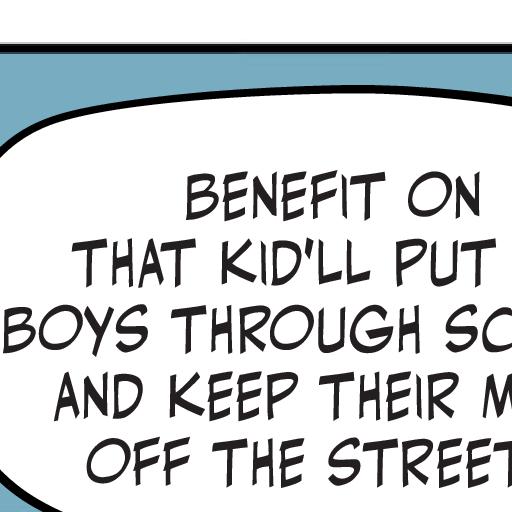 BENEFIT ON
THAT KID'LL PUT
BOYS THROUGH
AND KEEP THEIR
OFF THE